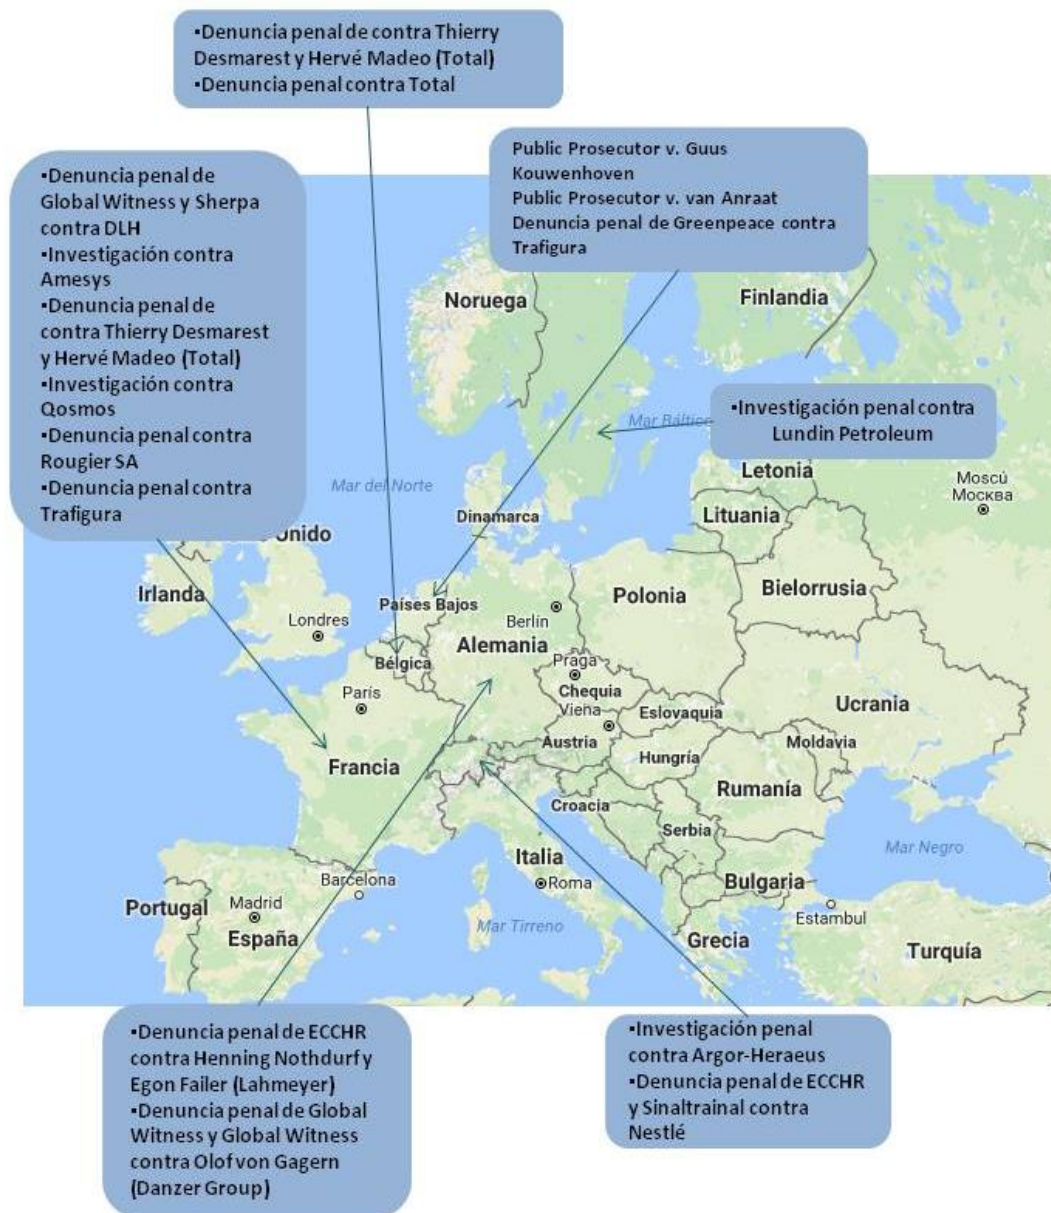 ▪Denuncia penal de contra Thierry
Desmarest y Hervé Madeo (Total)
▪Denuncia penal contra Total
▪Denuncia penal de
Global Witness y Sherpa
contra DLH
▪Investigación contra
Amesys
▪Denuncia penal de
contra Thierry Desmarest
y Hervé Madeo (Total)
▪Investigación contra
Qosmos
▪Denuncia penal contra
Rougier SA
▪Denuncia penal contra
Trafigura
Public Prosecutor v. Guus
Kouwenhoven
Public Prosecutor v. van Anraat
Denuncia penal de Greenpeace contra
Trafigura
▪Investigación penal contra
Lundin Petroleum
Noruega
Finlandia
Mar Báltico
Mar del Norte
Letonia
Moscú
Москва
Dinamarca
Lituania
Unido
Irlanda
Bielorrusia
Países Bajos
Polonia
Londres
Berlín
Alemania
Bélgica
Praga
París
Chequia
Ucrania
Viena
Eslovaquia
Austria
Moldavia
Hungría
Francia
Rumanía
Croacia
Serbia
Mar Negro
Italia
Barcelona
Roma
Bulgaria
Portugal
Madrid
Estambul
Mar Tirreno
España
Grecia
Turquía
▪Denuncia penal de ECCHR
contra Henning Nothdurf y
Egon Failer (Lahmeyer)
▪Denuncia penal de Global
Witness y Global Witness
contra Olof von Gagern
(Danzer Group)
▪Investigación penal
contra Argor-Heraeus
▪Denuncia penal de ECCHR
y Sinaltrainal contra
Nestlé